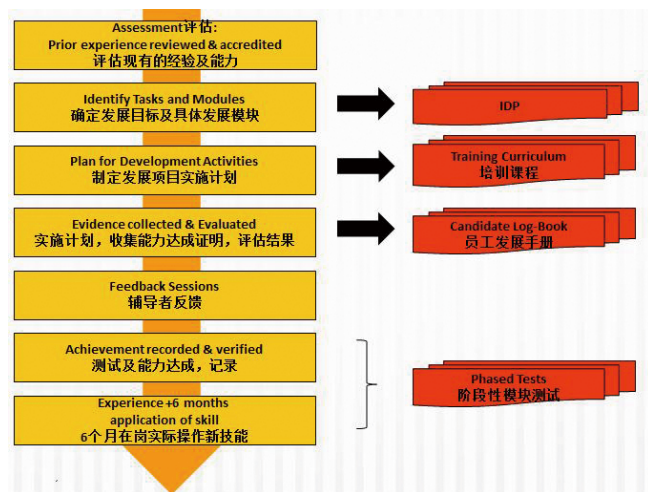 Assessment评估:
Prior experience reviewed & accredited
评估现有的经验及能力
Identify Tasks and Modules
确定发展目标及具体发展模块
IDP
Plan for Development Activities
制定发展项目实施计划
Training Curriculum
培训课程
Evidence collected & Evaluated
实施计划，收集能力达成证明，评估结果
Candidate Log-Book
员工发展手册
Feedback Sessions
辅导者反馈
Achievement recorded & verified
测试及能力达成，记录
Experience +6 months
application of skill
6个月在岗实际操作新技能
Phased Tests
阶段性模块测试